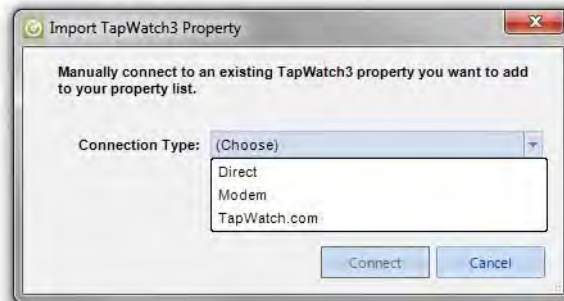 Import TapWatch3 Property
Manually connect to an existing TapWatch3 property you want to add
to your property list.
Connection Type: (Choose)
Direct
Modem
TapWatch.com
Connect Cancel